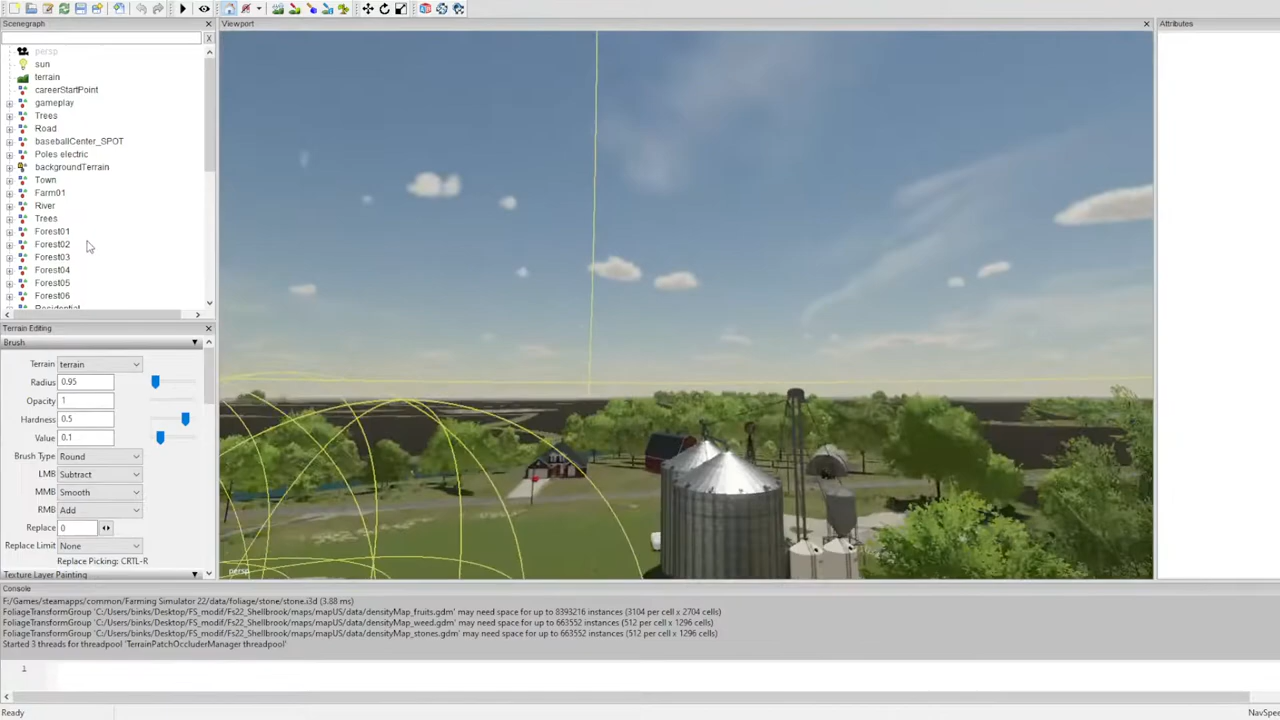 Scenegraph
Viewport
Attributes
persp
sun
terrain
careerStartPoint
gameplay
Trees
Road
baseballCenter_SPOT
Poles electric
backgroundTerrain
Town
Farm01
River
Trees
Forest01
Forest02
Forest03
Forest04
Forest05
Forest06
Residential
Terrain Editing
Brush
Terrain terrain
Radius 0.95
Opacity 1
Hardness 0.5
Value 0.1
Brush Type Round
LMB Subtract
MMB Smooth
RMB Add
Replace 0
Replace Limit None
Replace Picking: CRTL-R
Texture Layer Painting
persp
Console
F:/Games/steamapps/common/Farming Simulator 22/data/foliage/stone/stone.i3d (3.88 ms)
FoliageTransformGroup 'C:/Users/binks/Desktop/FS_modif/Fs22_Shellbrook/maps/mapUS/data/densityMap_fruits.gdm' may need space for up to 8393216 instances (3104 per cell x 2704 cells)
FoliageTransformGroup 'C:/Users/binks/Desktop/FS_modif/Fs22_Shellbrook/maps/mapUS/data/densityMap_weed.gdm' may need space for up to 663552 instances (512 per cell x 1296 cells)
FoliageTransformGroup 'C:/Users/binks/Desktop/FS_modif/Fs22_Shellbrook/maps/mapUS/data/densityMap_stones.gdm' may need space for up to 663552 instances (512 per cell x 1296 cells)
Started 3 threads for threadpool 'TerrainPatchOccluderManager threadpool'
1
Ready
NavSpee